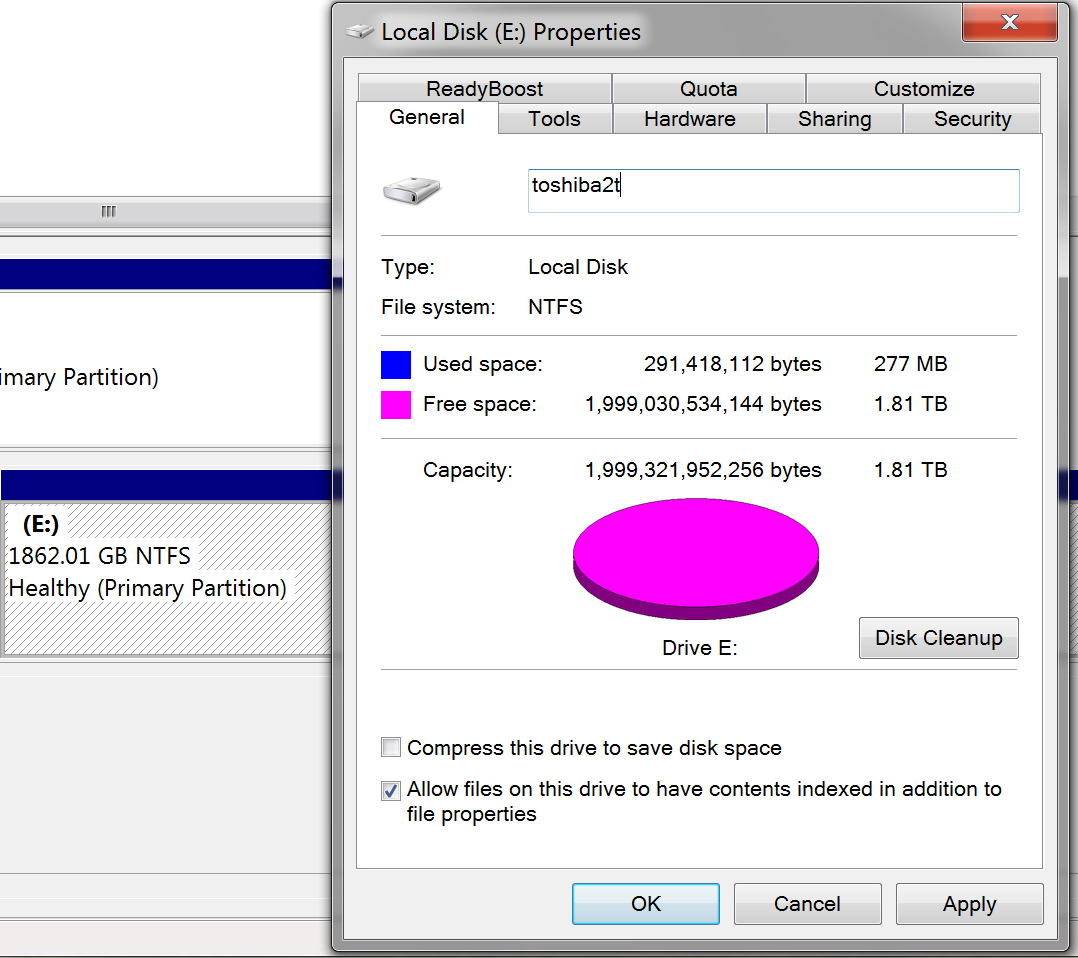 Local Disk (E:) Properties
X
ReadyBoost Quota Customize
General Tools Hardware Sharing Security
toshiba2t
Type: Local Disk
File system: NTFS
Used space: 291,418,112 bytes 277 MB
Free space: 1,999,030,534,144 bytes 1.81 TB
Capacity: 1,999,321,952,256 bytes 1.81 TB
Drive E:
Disk Cleanup
Compress this drive to save disk space
Allow files on this drive to have contents indexed in addition to
file properties
OK Cancel Apply
imary Partition)
(E:)
1862.01 GB NTFS
Healthy (Primary Partition)